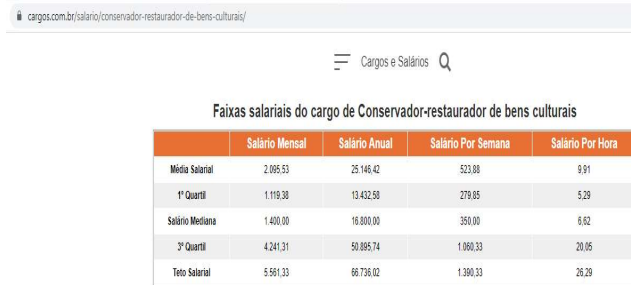 cargos.com.br/salario/conservador-restaurador-de-bens-culturais/
Cargos e Salários
Faixas salariais do cargo de Conservador-restaurador de bens culturais
Salário Mensal Salário Anual Salário Por Semana Salário Por Hora
Média Salarial 2.095,53 25.146,42 523,88 9,91
1º Quartil 1.119,38 13.432,58 279,85 5,29
Salário Mediana 1.400,00 16.800,00 350,00 6,62
3º Quartil 4.241,31 50.895,74 1.060,33 20,05
Teto Salarial 5.561,33 66.736,02 1.390,33 26,29